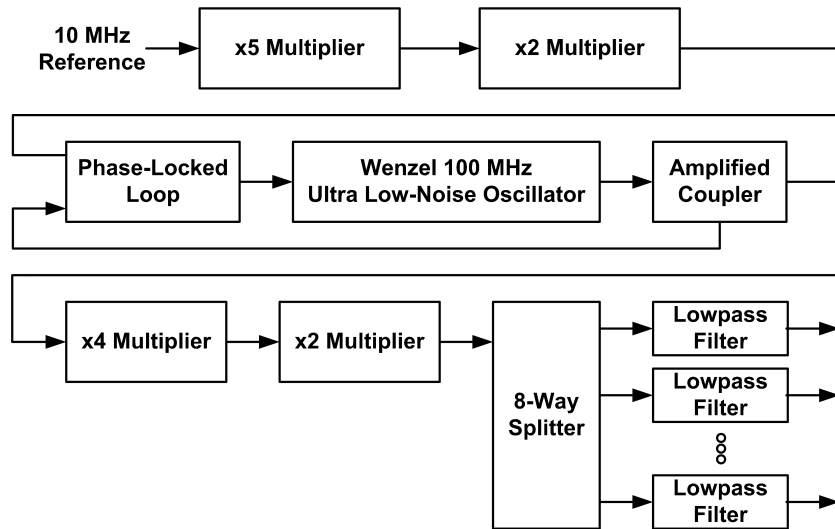 10 MHz
Reference
x5 Multiplier
x2 Multiplier
Phase-Locked
Loop
Wenzel 100 MHz
Ultra Low-Noise Oscillator
Amplified
Coupler
x4 Multiplier
x2 Multiplier
8-Way
Splitter
Lowpass
Filter
Lowpass
Filter
Lowpass
Filter